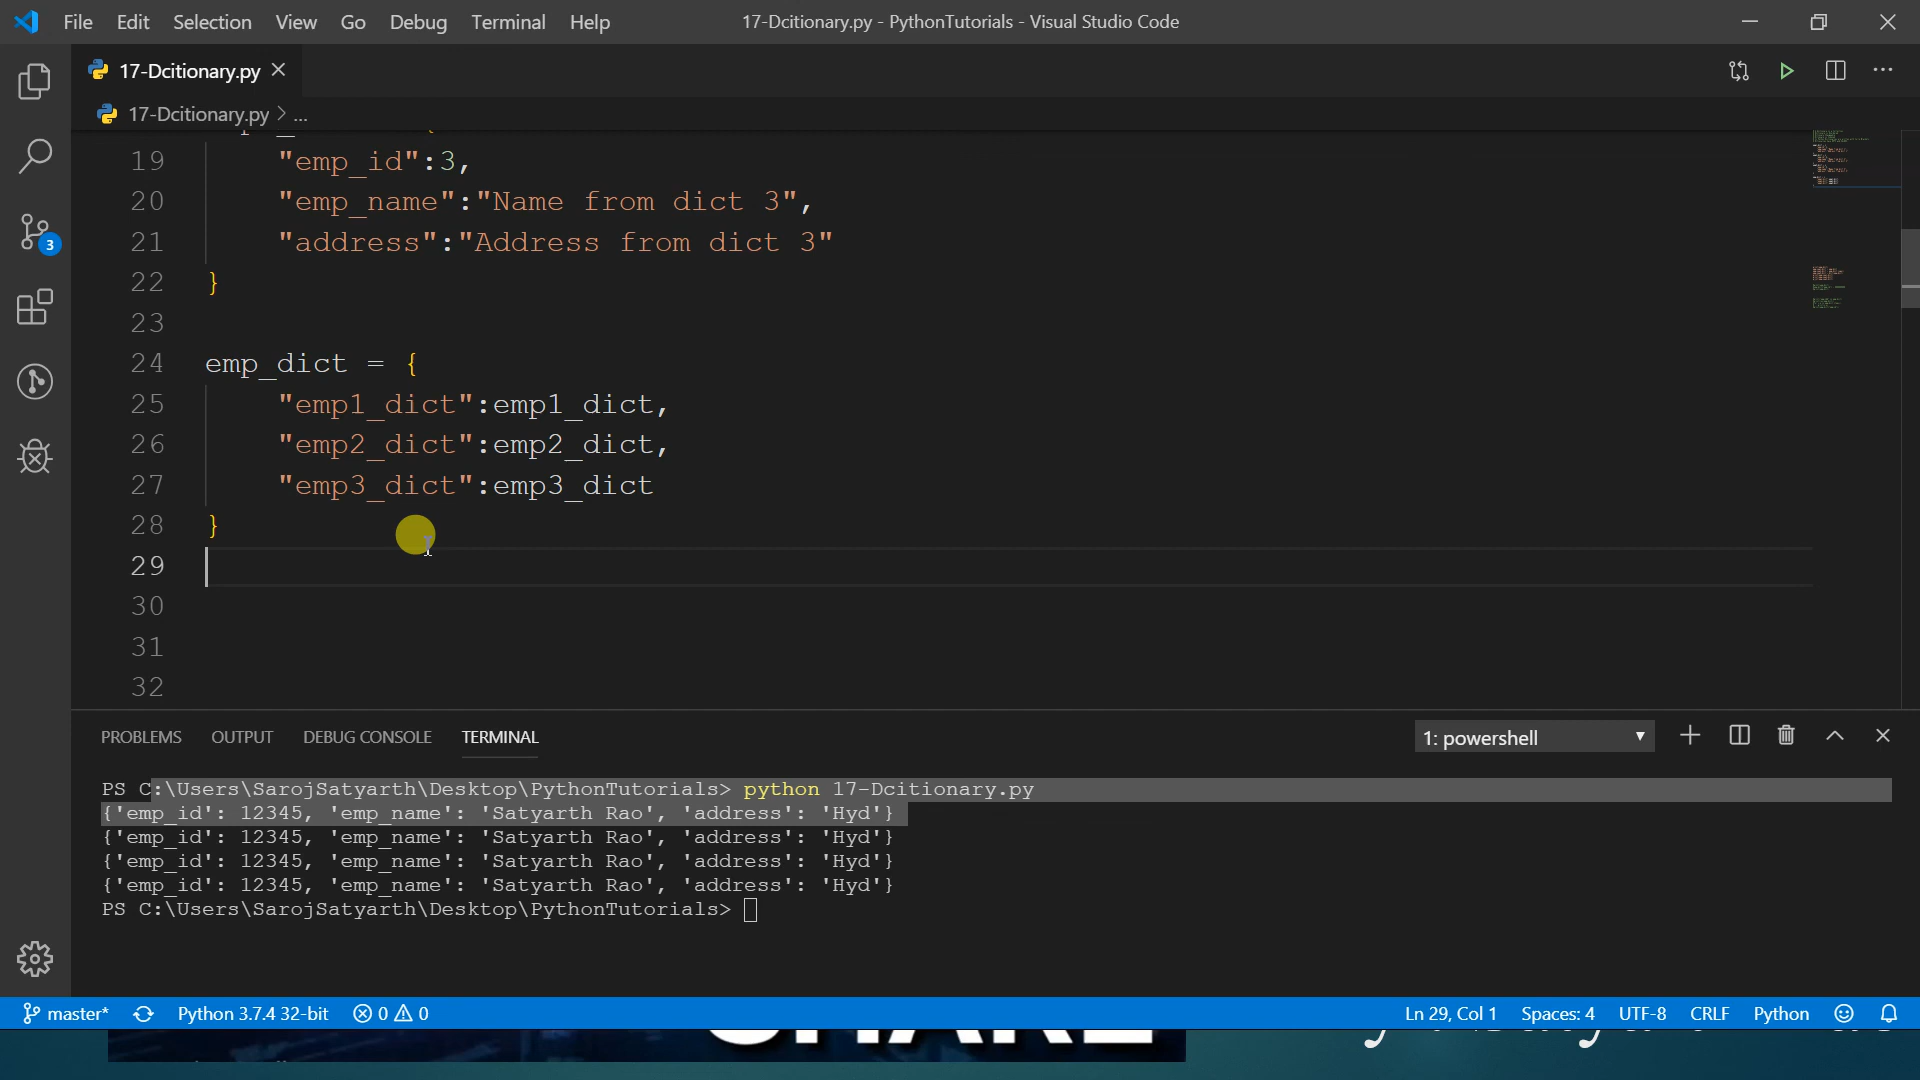 File Edit Selection View Go Debug Terminal Help 17-Dcitionary.py - PythonTutorials - Visual Studio Code
17-Dcitionary.py
17-Dcitionary.py > ...
19 "emp_id":3,
20 "emp_name":"Name from dict 3",
21 "address":"Address from dict 3"
22 }
23
24 emp_dict = {
25 "emp1_dict":emp1_dict,
26 "emp2_dict":emp2_dict,
27 "emp3_dict":emp3_dict
28 }
29
30
31
32
3
PROBLEMS OUTPUT DEBUG CONSOLE TERMINAL 1: powershell
PS C:\Users\SarojSatyarth\Desktop\PythonTutorials> python 17-Dcitionary.py
{'emp_id': 12345, 'emp_name': 'Satyarth Rao', 'address': 'Hyd'}
{'emp_id': 12345, 'emp_name': 'Satyarth Rao', 'address': 'Hyd'}
{'emp_id': 12345, 'emp_name': 'Satyarth Rao', 'address': 'Hyd'}
{'emp_id': 12345, 'emp_name': 'Satyarth Rao', 'address': 'Hyd'}
PS C:\Users\SarojSatyarth\Desktop\PythonTutorials>
master* Python 3.7.4 32-bit 0 0 Ln 29, Col 1 Spaces: 4 UTF-8 CRLF Python